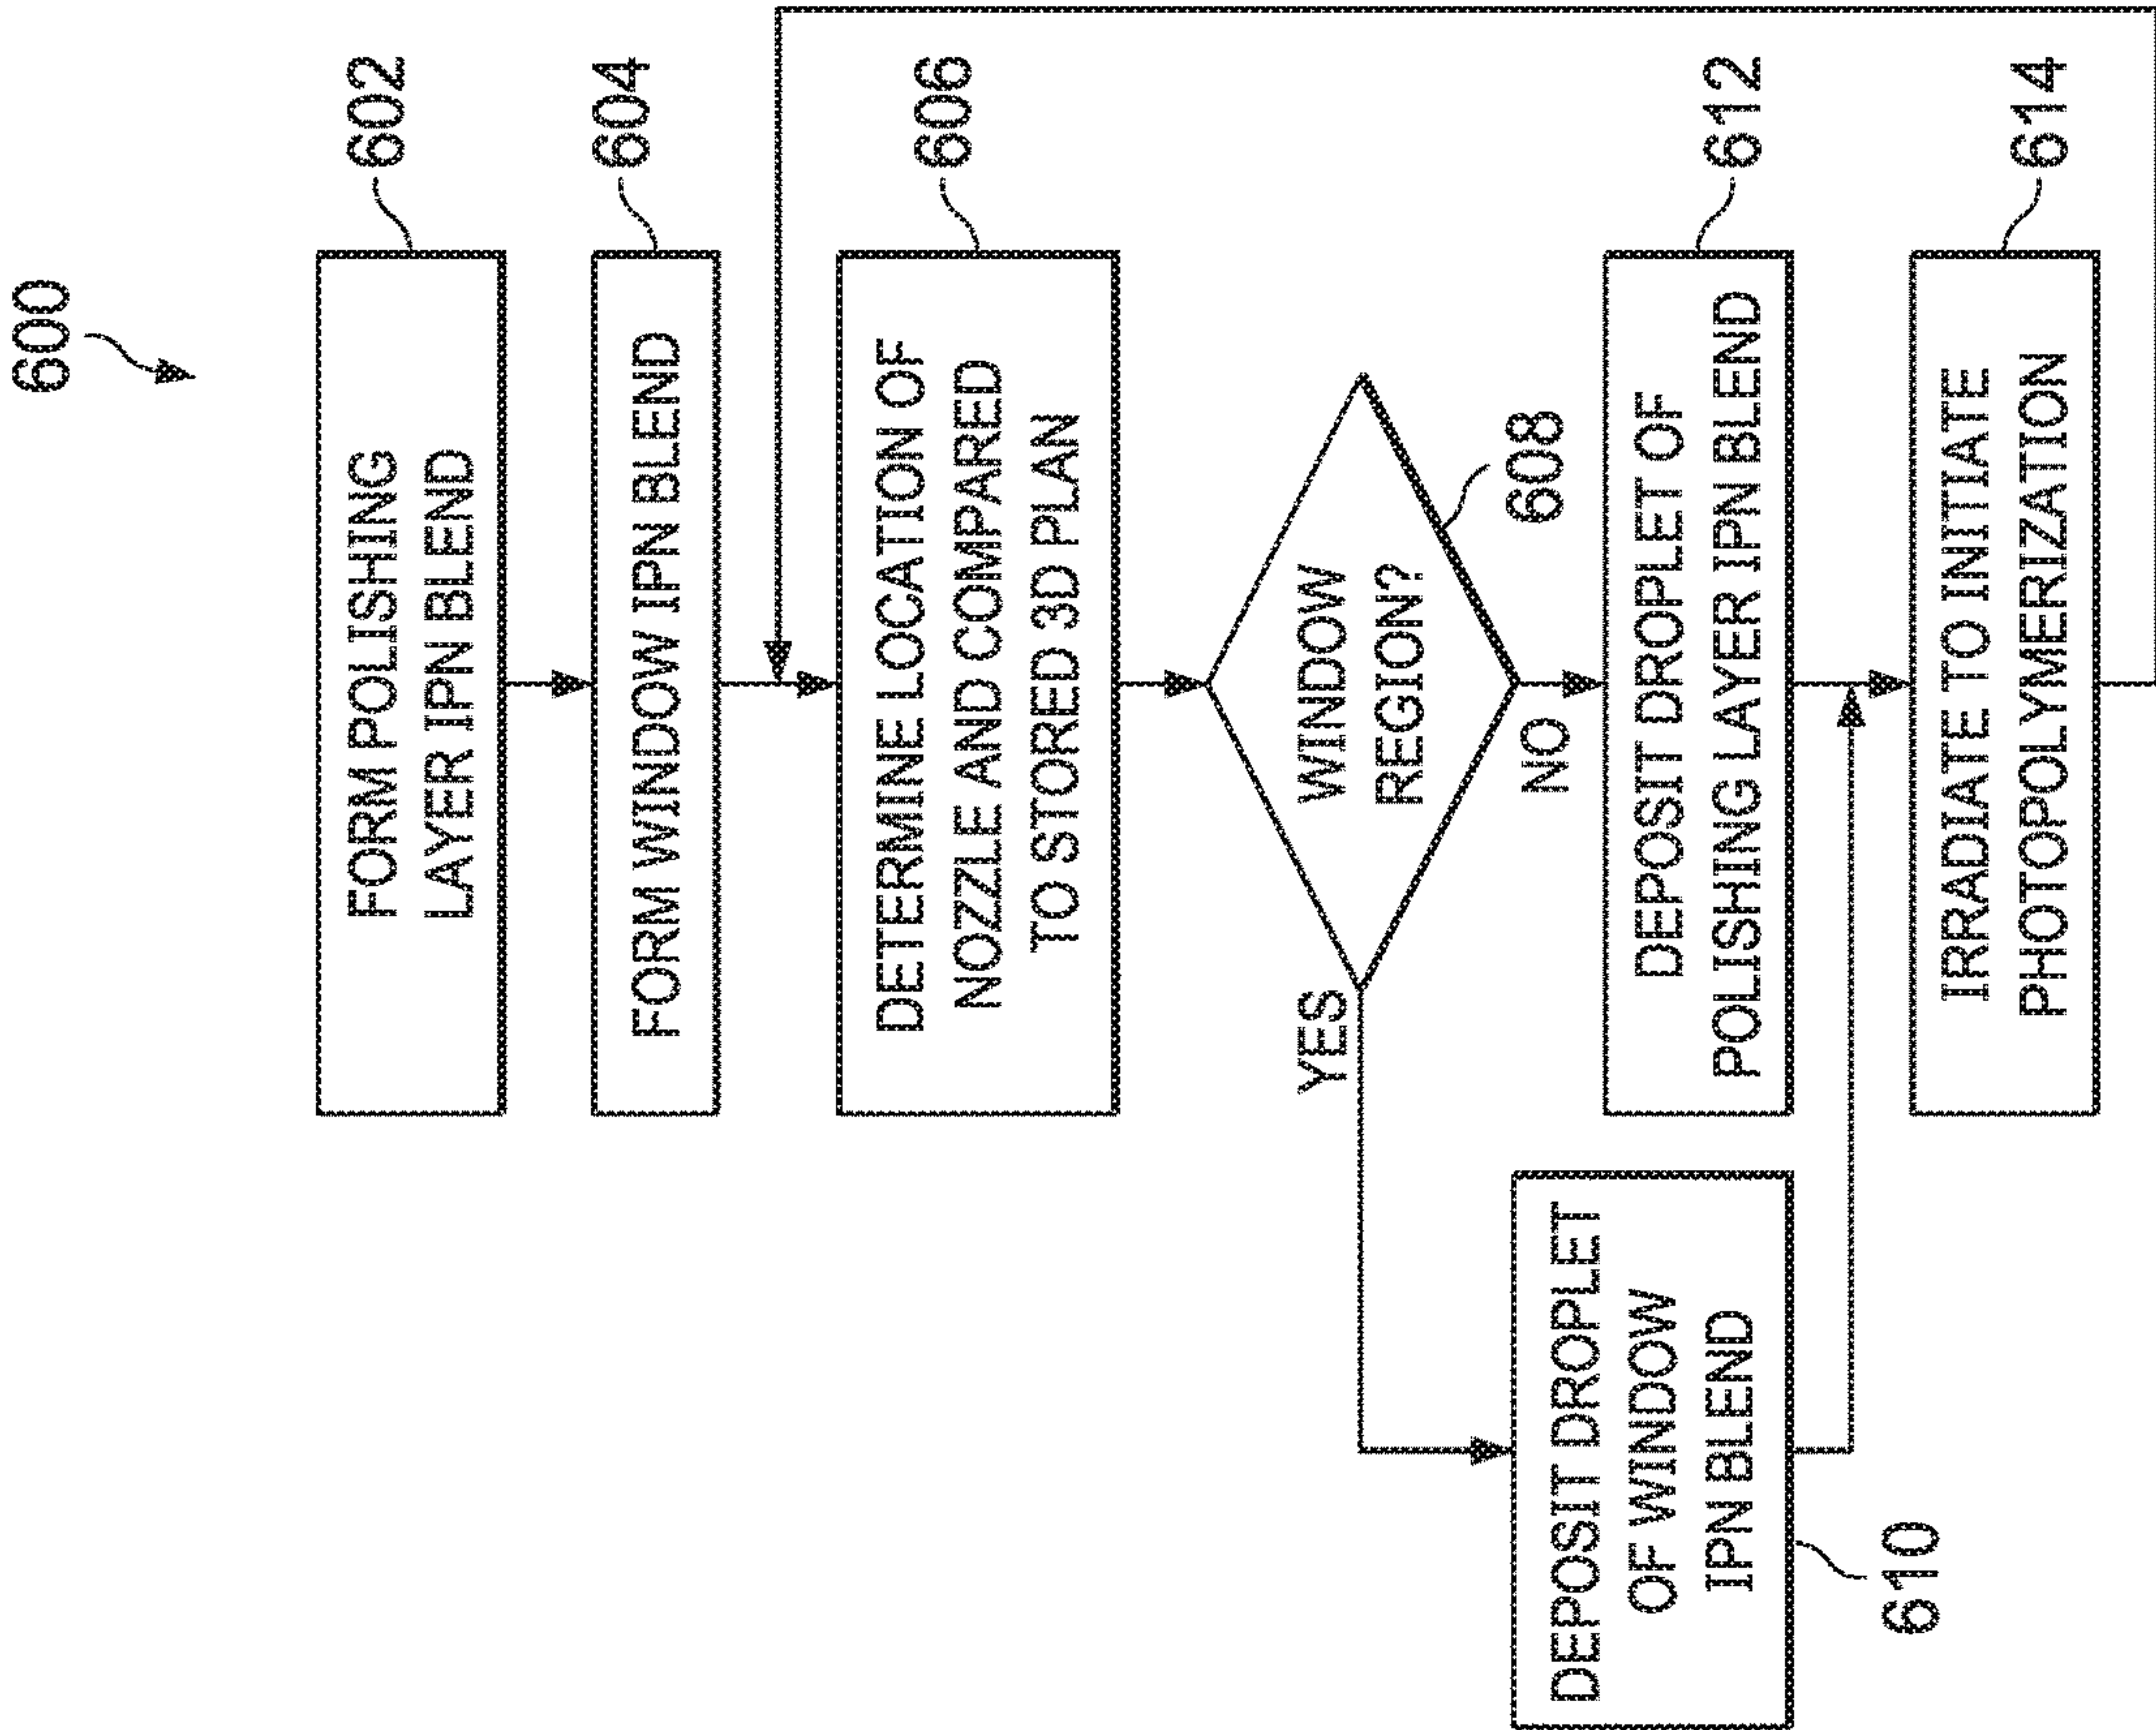 600
FORM POLISHING
LAYER IPN BLEND
602
FORM WINDOW IPN BLEND
604
DETERMINE LOCATION OF
NOZZLE AND COMPARED
TO STORED 3D PLAN
606
WINDOW
REGION?
608
YES
NO
DEPOSIT DROPLET
OF WINDOW
IPN BLEND
610
DEPOSIT DROPLET OF
POLISHING LAYER IPN BLEND
612
IRRADIATE TO INITIATE
PHOTOPOLYMERIZATION
614